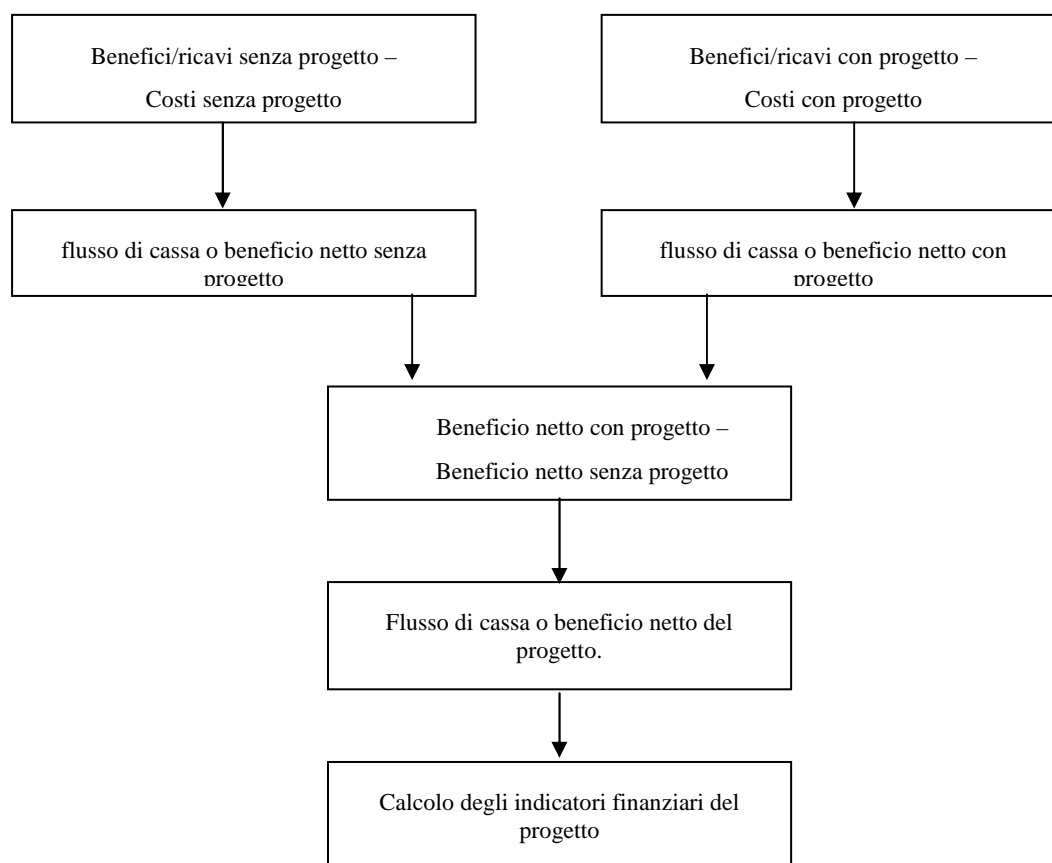 Benefici/ricavi senza progetto –
Costi senza progetto
Benefici/ricavi con progetto –
Costi con progetto
flusso di cassa o beneficio netto senza
progetto
flusso di cassa o beneficio netto con
progetto
Beneficio netto con progetto –
Beneficio netto senza progetto
Flusso di cassa o beneficio netto del
progetto.
Calcolo degli indicatori finanziari del
progetto